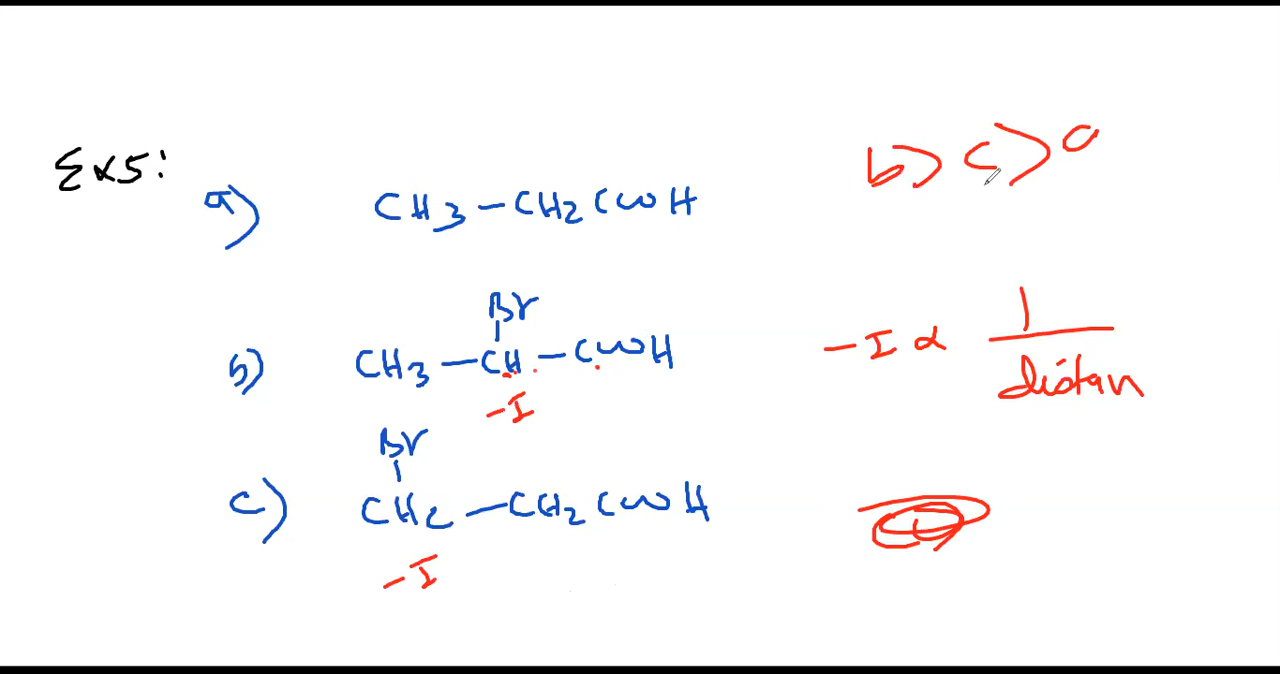 Ex5:
b > c > a
a) CH3 - CH2COOH
Br
b) CH3 - CH - COOH
-I
-I ∝ 1 / distan
Br
c) CH2 - CH2COOH
-I